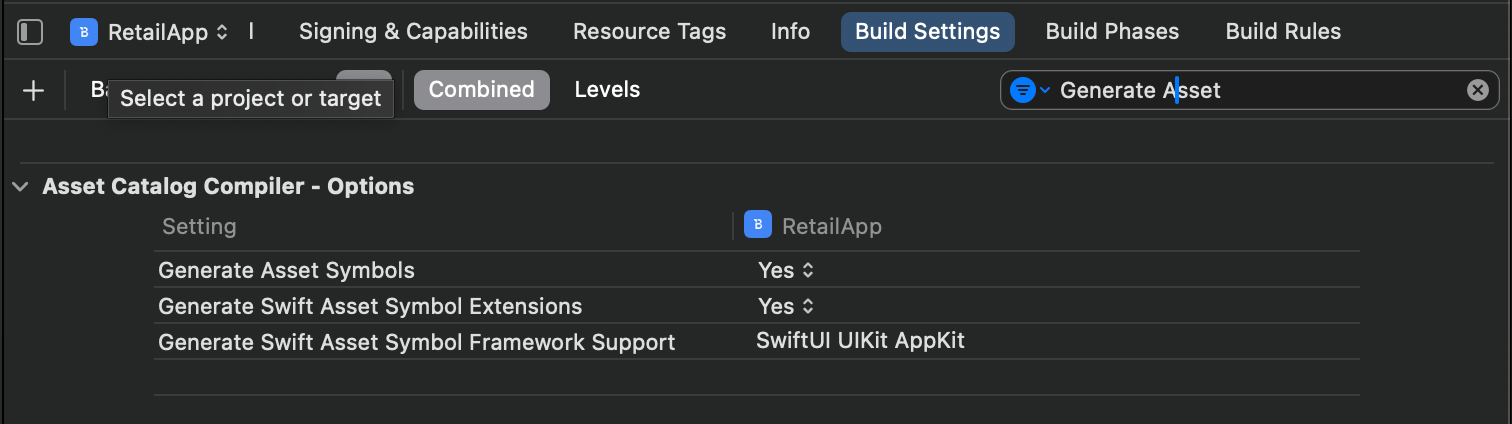 RetailApp Signing & Capabilities Resource Tags Info Build Settings Build Phases Build Rules
Select a project or target Combined Levels Generate Asset
Asset Catalog Compiler - Options
Setting RetailApp
Generate Asset Symbols Yes
Generate Swift Asset Symbol Extensions Yes
Generate Swift Asset Symbol Framework Support SwiftUI UIKit AppKit